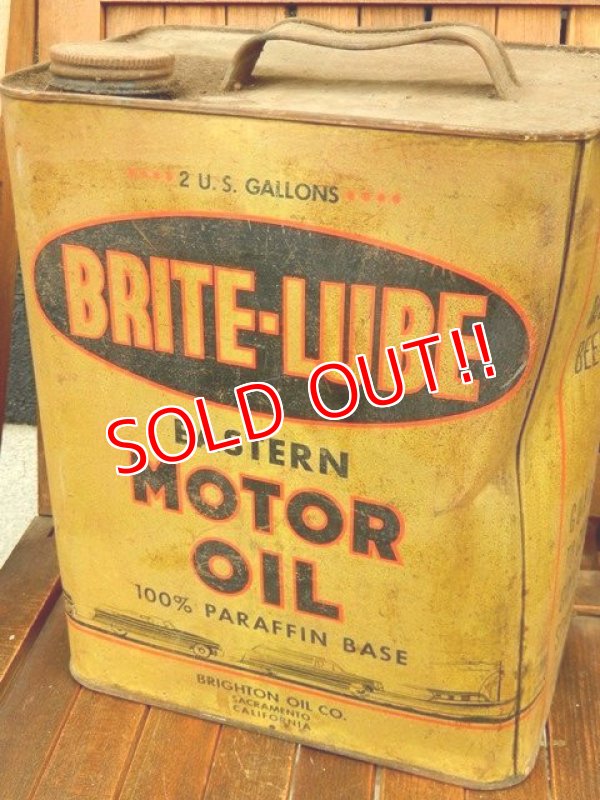 2 U.S. GALLONS
BRITE-LUBE
SOLD OUT!!
EASTERN
MOTOR
OIL
100% PARAFFIN BASE
BRIGHTON OIL CO.
SACRAMENTO
CALIFORNIA